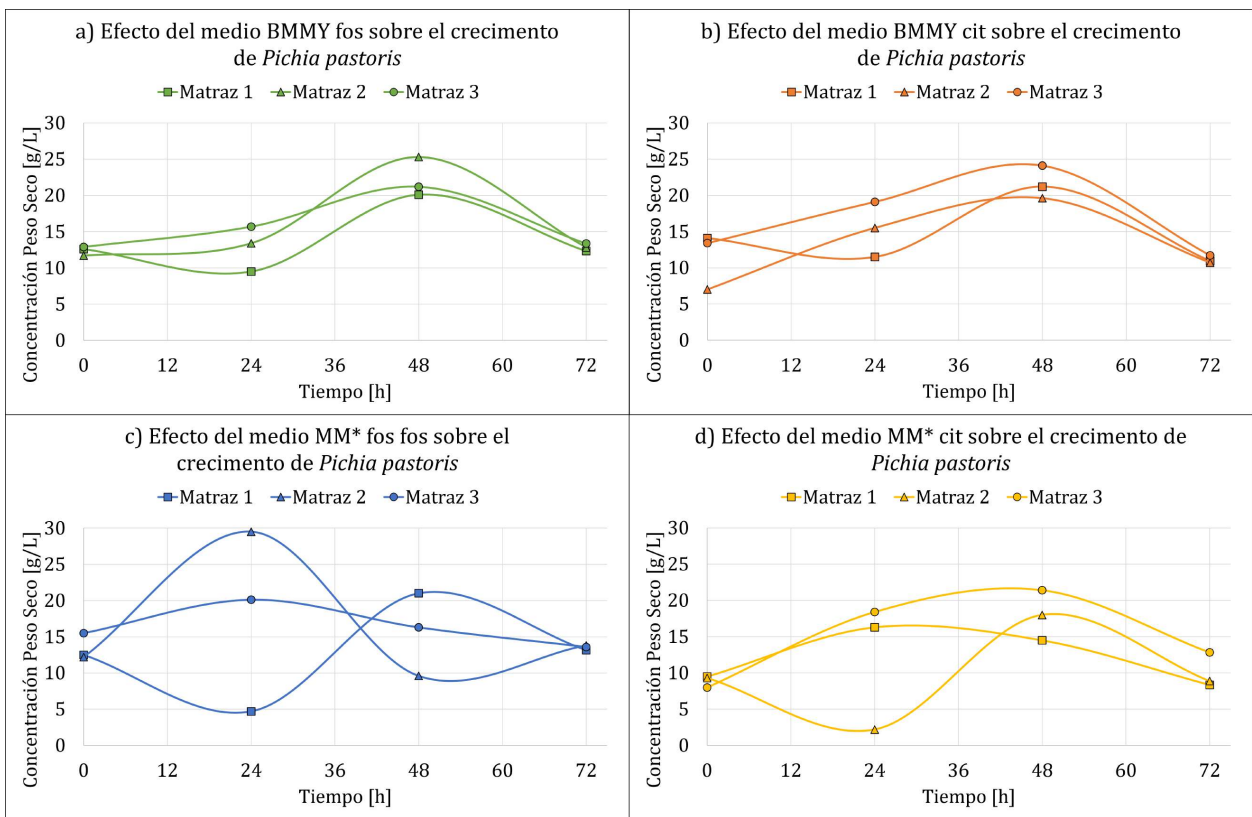 a) Efecto del medio BMMY fos sobre el crecimento
de Pichia pastoris
Matraz 1 Matraz 2 Matraz 3
Concentración Peso Seco [g/L]
30
25
20
15
10
5
0
0 12 24 36 48 60 72
Tiempo [h]
b) Efecto del medio BMMY cit sobre el crecimento
de Pichia pastoris
Matraz 1 Matraz 2 Matraz 3
Concentración Peso Seco [g/L]
30
25
20
15
10
5
0
0 12 24 36 48 60 72
Tiempo [h]
c) Efecto del medio MM* fos fos sobre el
crecimento de Pichia pastoris
Matraz 1 Matraz 2 Matraz 3
Concentración Peso Seco [g/L]
30
25
20
15
10
5
0
0 12 24 36 48 60 72
Tiempo [h]
d) Efecto del medio MM* cit sobre el crecimento de
Pichia pastoris
Matraz 1 Matraz 2 Matraz 3
Concentración Peso Seco [g/L]
30
25
20
15
10
5
0
0 12 24 36 48 60 72
Tiempo [h]